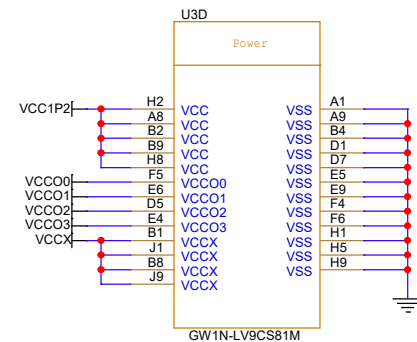 U3D
Power
VCC1P2 H2 VCC VSS A1
A8 VCC VSS A9
B2 VCC VSS B4
B9 VCC VSS D1
H8 VCC VSS D7
VCCO0 F5 VCCO0 VSS E5
VCCO1 E6 VCCO1 VSS E9
VCCO2 D5 VCCO2 VSS F4
VCCO3 E4 VCCO3 VSS F6
VCCX B1 VCCX VSS H1
J1 VCCX VSS H5
B8 VCCX VSS H9
J9 VCCX
GW1N-LV9CS81M